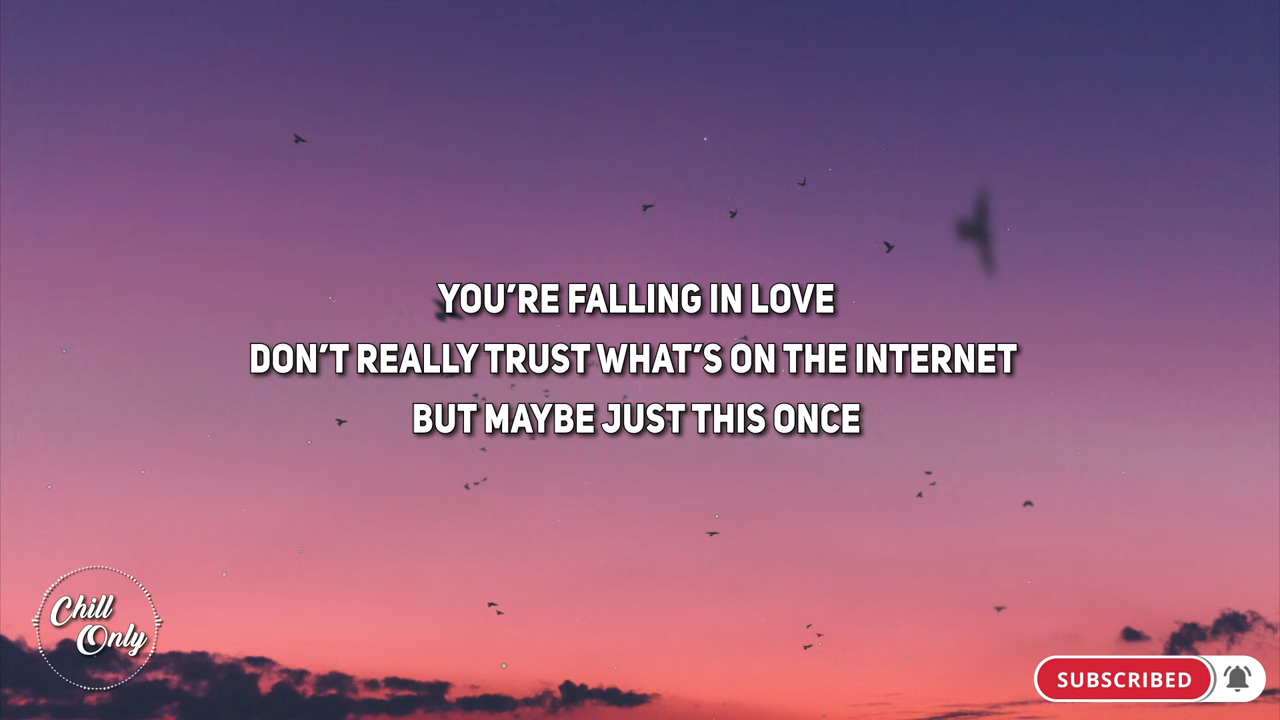 YOU'RE FALLING IN LOVE
DON'T REALLY TRUST WHAT'S ON THE INTERNET
BUT MAYBE JUST THIS ONCE
Chill
Only
SUBSCRIBED